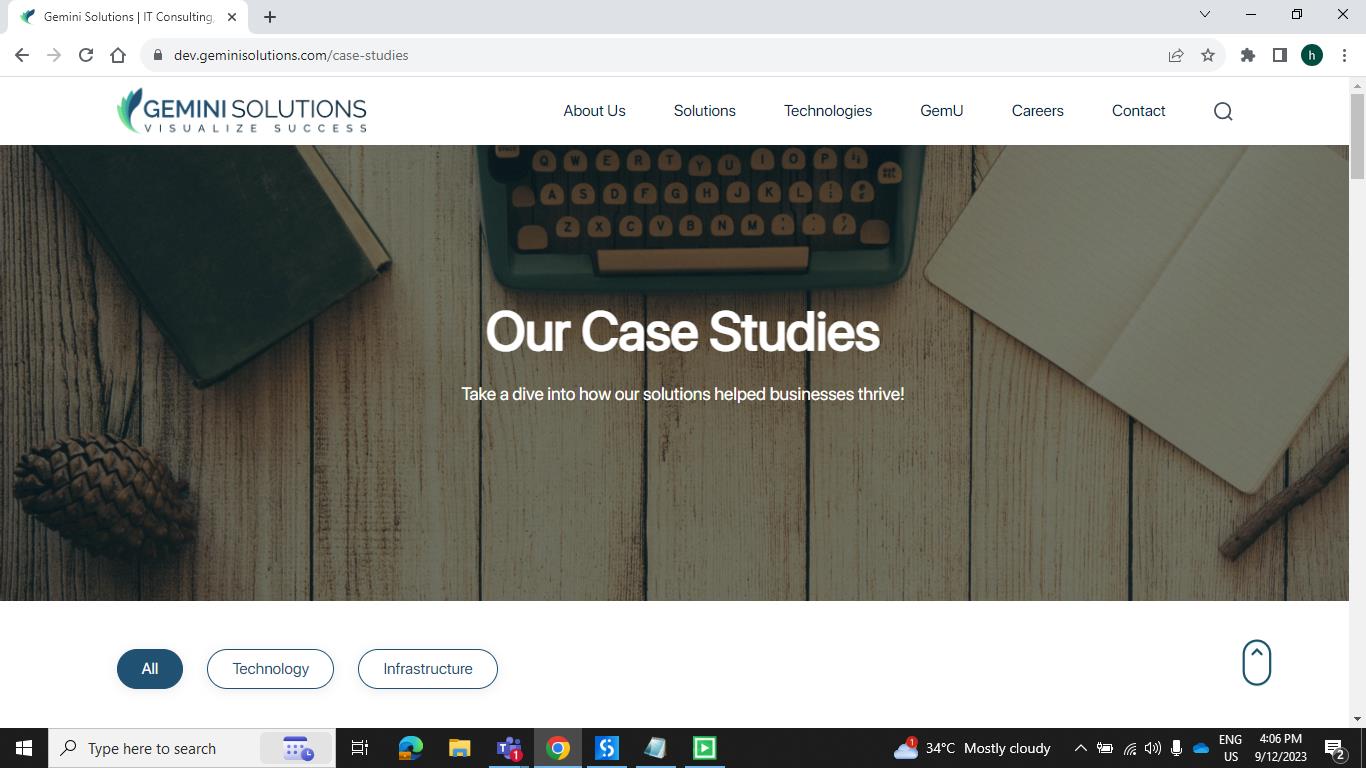 Gemini Solutions | IT Consulting,
dev.geminisolutions.com/case-studies
h
GEMINI SOLUTIONS
VISUALIZE SUCCESS
About Us
Solutions
Technologies
GemU
Careers
Contact
Q W E R T Y U I O P
A S D F G H J K L
Z X C V B N M
Our Case Studies
Take a dive into how our solutions helped businesses thrive!
All
Technology
Infrastructure
Type here to search
1
1
34°C Mostly cloudy
ENG
US
4:06 PM
9/12/2023
2